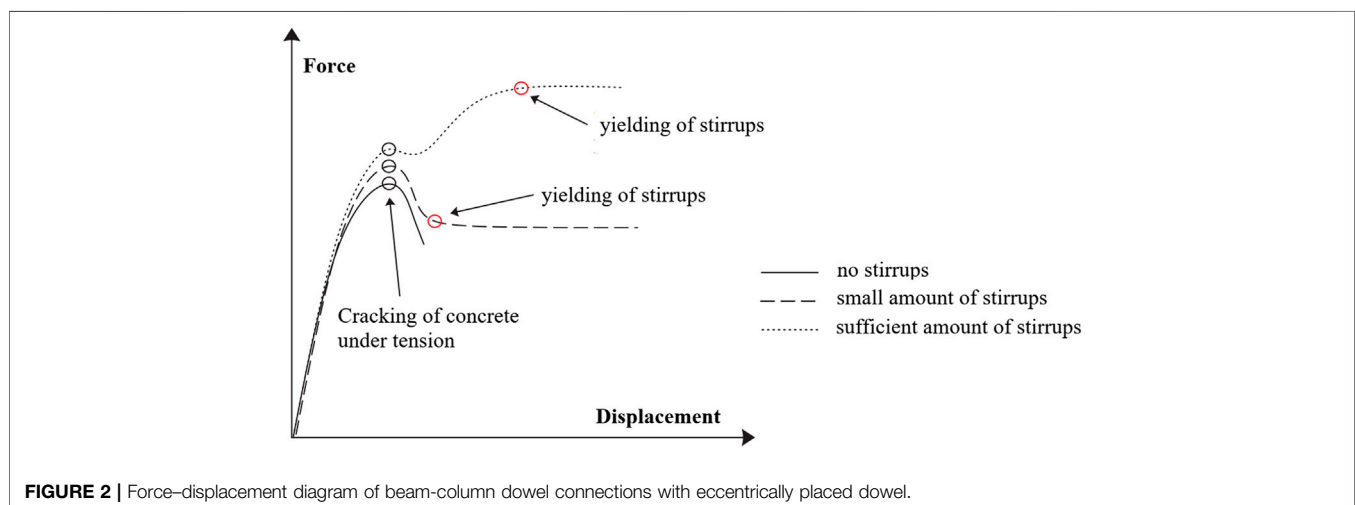 Force
yielding of stirrups
yielding of stirrups
Cracking of concrete
under tension
no stirrups
small amount of stirrups
sufficient amount of stirrups
Displacement
FIGURE 2 | Force–displacement diagram of beam-column dowel connections with eccentrically placed dowel.